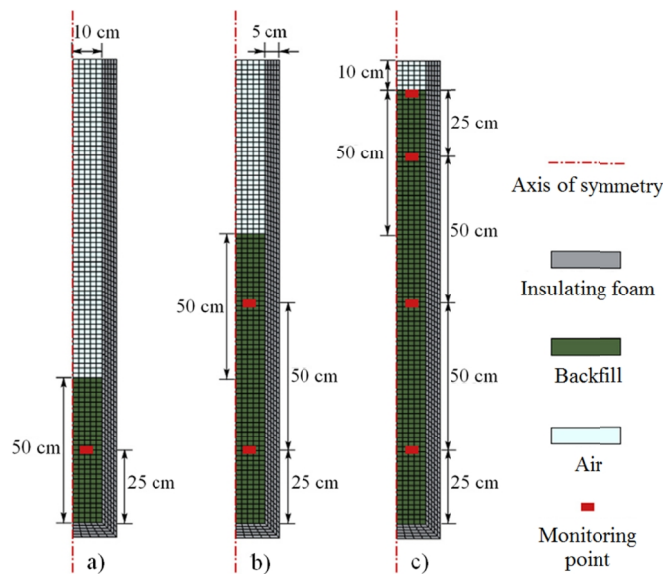 10 cm
5 cm
10 cm
25 cm
50 cm
50 cm
50 cm
50 cm
50 cm
50 cm
25 cm
25 cm
25 cm
a)
b)
c)
Axis of symmetry
Insulating foam
Backfill
Air
Monitoring
point